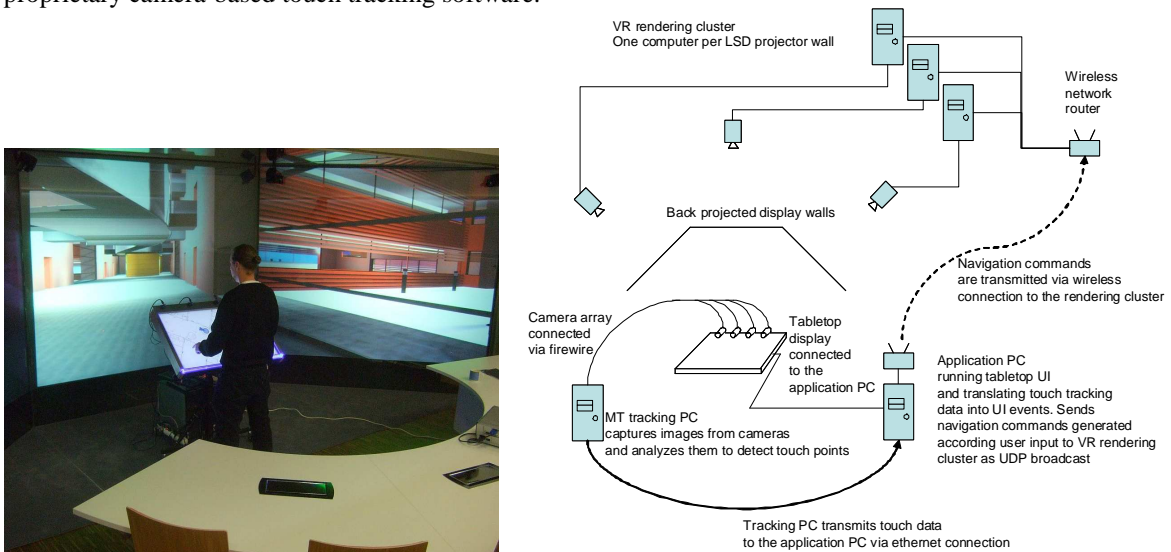 proprietary camera-based touch tracking software.
VR rendering cluster
One computer per LSD projector wall
Wireless
network
router
Back projected display walls
Navigation commands
are transmitted via wireless
connection to the rendering cluster
Camera array
connected
via firewire
Tabletop
display
connected
to the
application PC
Application PC
running tabletop UI
and translating touch tracking
data into UI events. Sends
navigation commands generated
according user input to VR rendering
cluster as UDP broadcast
MT tracking PC
captures images from cameras
and analyzes them to detect touch points
Tracking PC transmits touch data
to the application PC via ethernet connection